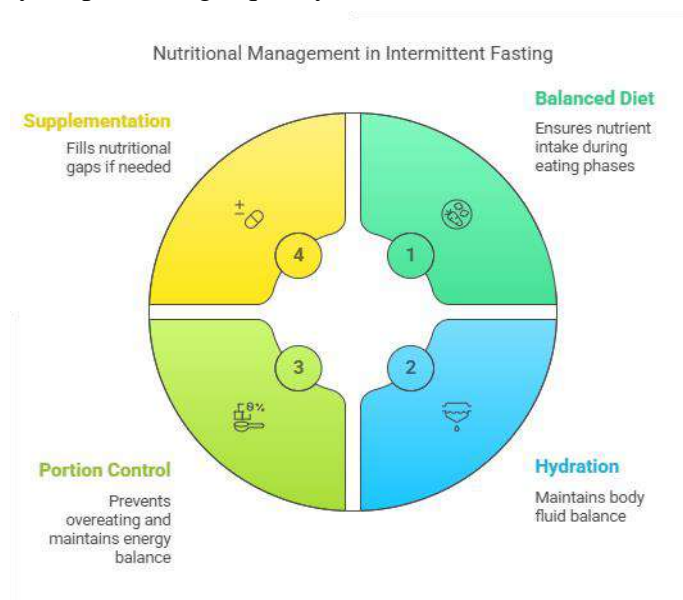 Nutritional Management in Intermittent Fasting
Balanced Diet
Ensures nutrient
intake during
eating phases
Supplementation
Fills nutritional
gaps if needed
4
1
3
2
Portion Control
Prevents
overeating and
maintains energy
balance
Hydration
Maintains body
fluid balance